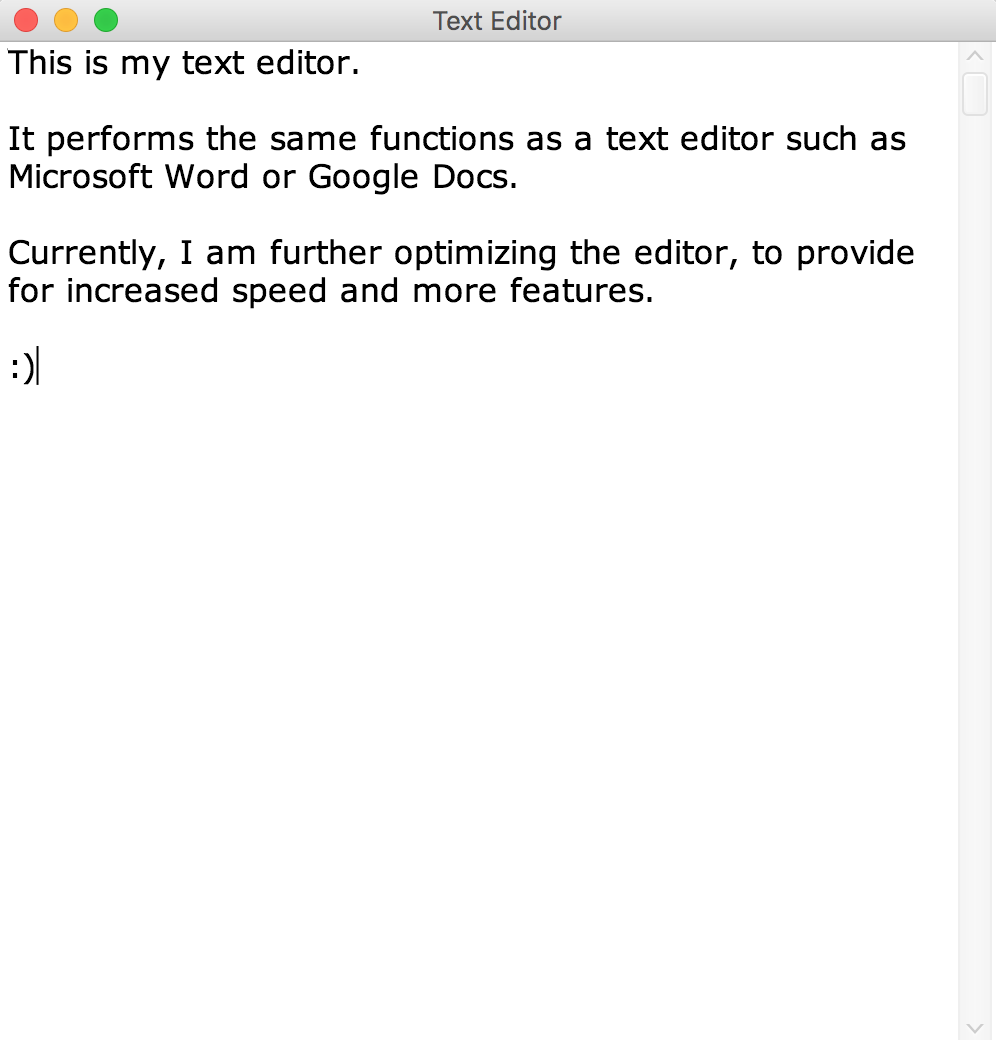 Text Editor
This is my text editor.
It performs the same functions as a text editor such as
Microsoft Word or Google Docs.
Currently, I am further optimizing the editor, to provide
for increased speed and more features.
:)